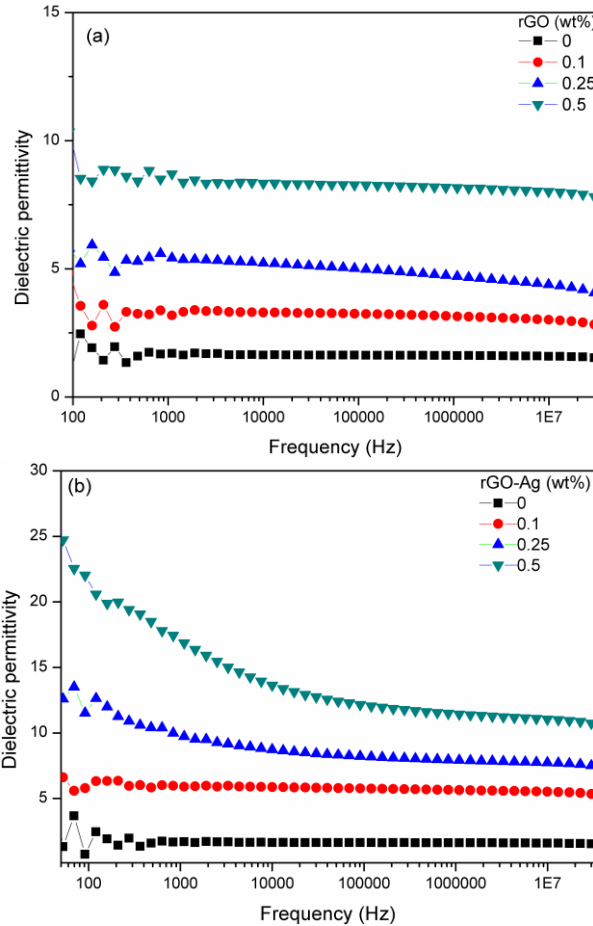 (a)
rGO (wt%)
0
0.1
0.25
0.5
15
10
5
0
Dielectric permittivity
100
1000
10000
100000
1000000
1E7
Frequency (Hz)
(b)
rGO-Ag (wt%)
0
0.1
0.25
0.5
30
25
20
15
10
5
Dielectric permittivity
100
1000
10000
100000
1000000
1E7
Frequency (Hz)